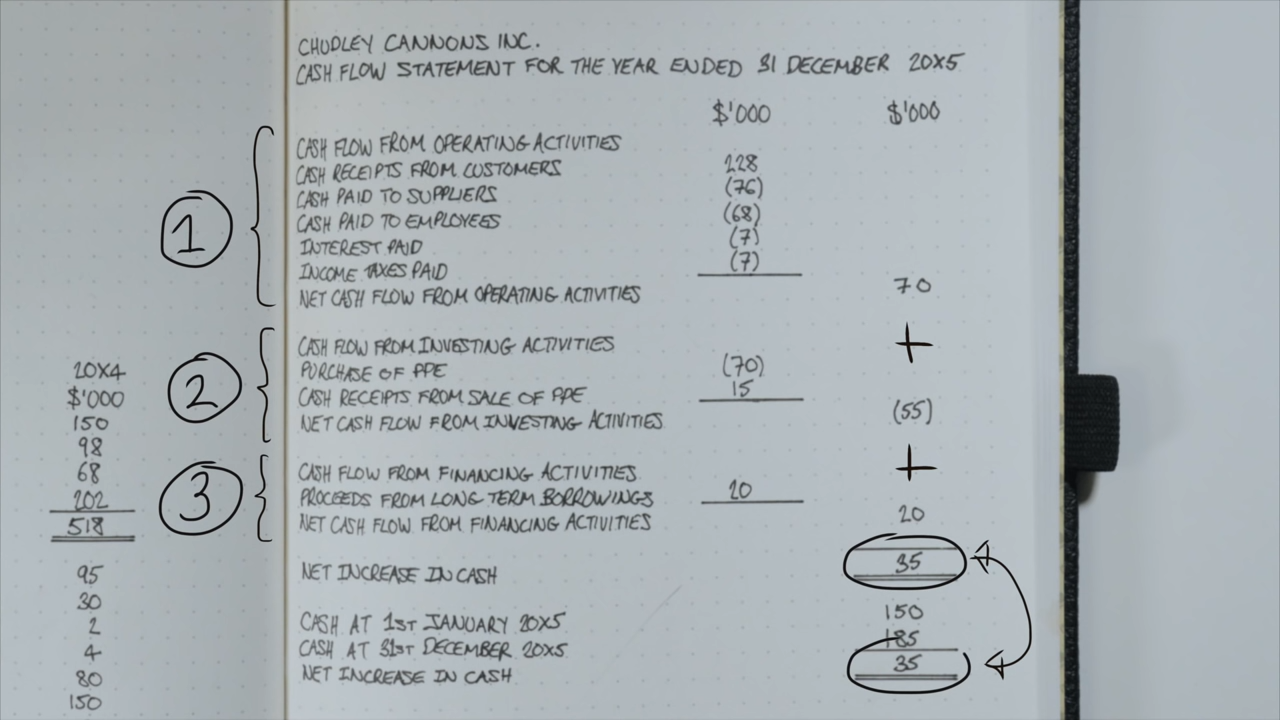 CHUDLEY CANNONS INC.
CASH FLOW STATEMENT FOR THE YEAR ENDED 31 DECEMBER 20X5
$'000 $'000
CASH FLOW FROM OPERATING ACTIVITIES
CASH RECEIPTS FROM CUSTOMERS 228
CASH PAID TO SUPPLIERS (76)
CASH PAID TO EMPLOYEES (68)
INTEREST PAID (7)
INCOME TAXES PAID (7)
NET CASH FLOW FROM OPERATING ACTIVITIES 70
1
+
CASH FLOW FROM INVESTING ACTIVITIES
PURCHASE OF PPE (70)
CASH RECEIPTS FROM SALE OF PPE 15
NET CASH FLOW FROM INVESTING ACTIVITIES (55)
2
+
CASH FLOW FROM FINANCING ACTIVITIES
PROCEEDS FROM LONG TERM BORROWINGS 20
NET CASH FLOW FROM FINANCING ACTIVITIES 20
3
NET INCREASE IN CASH 35
CASH AT 1ST JANUARY 20X5 150
CASH AT 31ST DECEMBER 20X5 185
NET INCREASE IN CASH 35
20X4
$'000
150
98
68
202
518
95
30
2
4
80
150